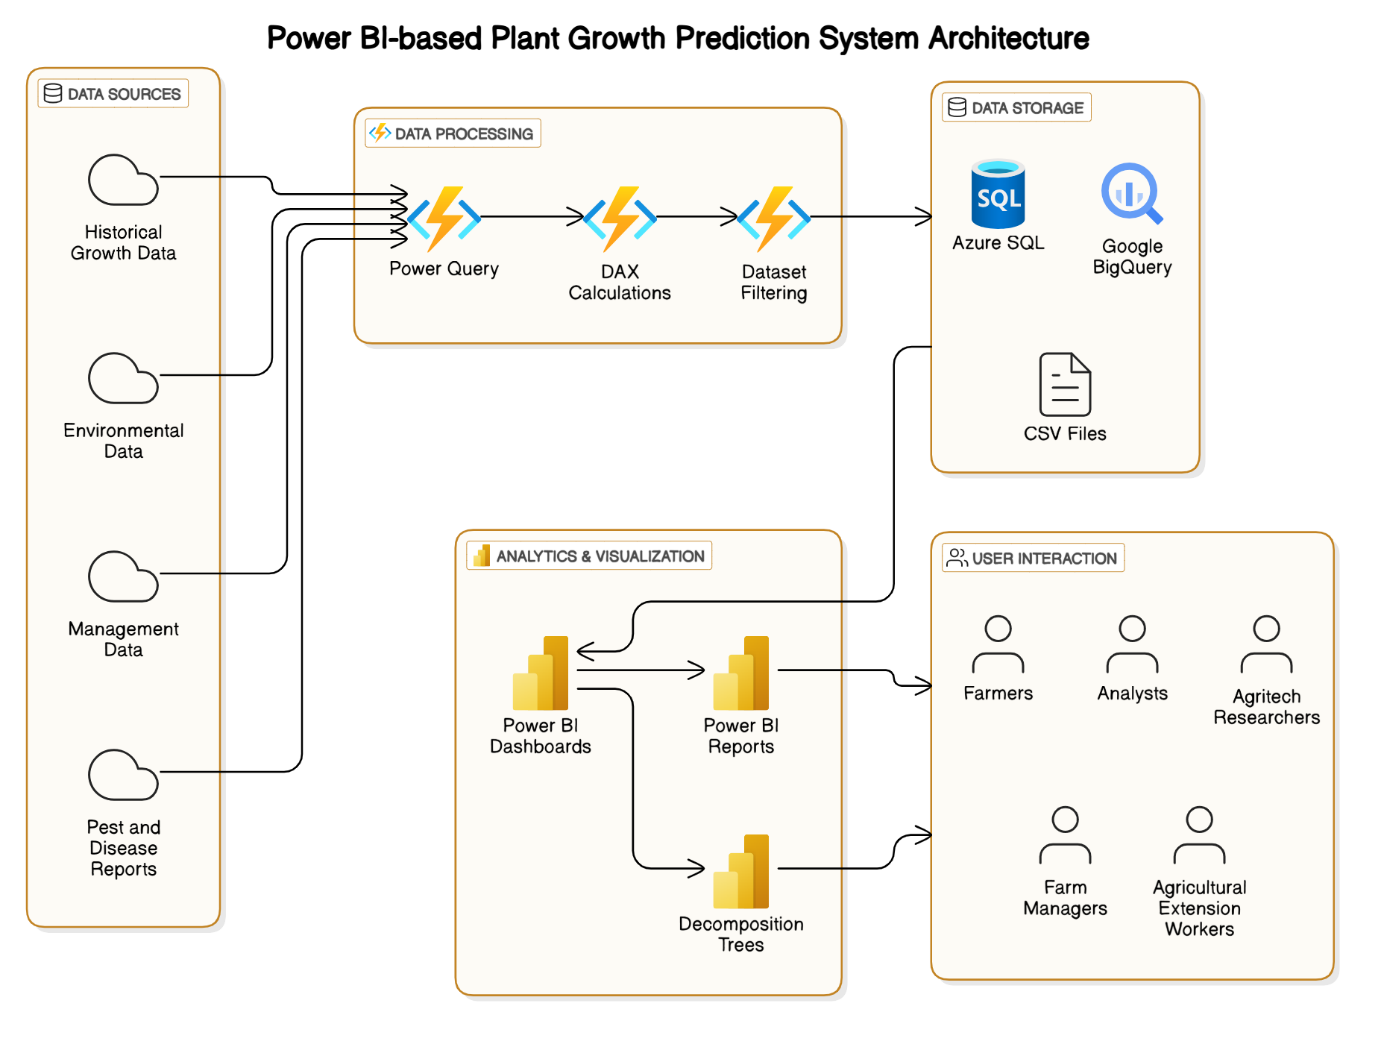 Power BI-based Plant Growth Prediction System Architecture
DATA SOURCES
Historical
Growth Data
Environmental
Data
Management
Data
Pest and
Disease
Reports
DATA PROCESSING
Power Query
DAX
Calculations
Dataset
Filtering
DATA STORAGE
SQL
Azure SQL
Google
BigQuery
CSV Files
ANALYTICS & VISUALIZATION
Power BI
Dashboards
Power BI
Reports
Decomposition
Trees
USER INTERACTION
Farmers
Analysts
Agritech
Researchers
Farm
Managers
Agricultural
Extension
Workers